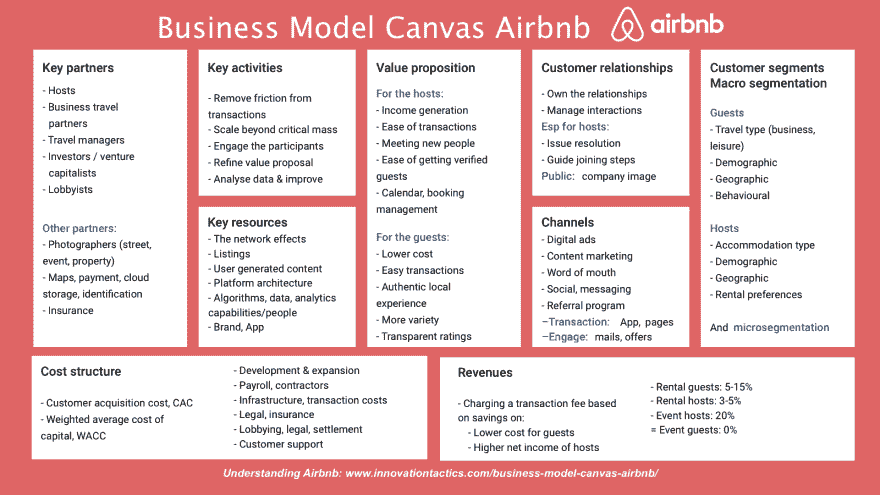 Business Model Canvas Airbnb
airbnb
Key partners
- Hosts
- Business travel
partners
- Travel managers
- Investors / venture
capitalists
- Lobbyists
Other partners:
- Photographers (street,
event, property)
- Maps, payment, cloud
storage, identification
- Insurance
Key activities
- Remove friction from
transactions
- Scale beyond critical mass
- Engage the participants
- Refine value proposal
- Analyse data & improve
Key resources
- The network effects
- Listings
- User generated content
- Platform architecture
- Algorithms, data, analytics
capabilities/people
- Brand, App
Value proposition
For the hosts:
- Income generation
- Ease of transactions
- Meeting new people
- Ease of getting verified
guests
- Calendar, booking
management
For the guests:
- Lower cost
- Easy transactions
- Authentic local
experience
- More variety
- Transparent ratings
Customer relationships
- Own the relationships
- Manage interactions
Esp for hosts:
- Issue resolution
- Guide joining steps
Public: company image
Channels
- Digital ads
- Content marketing
- Word of mouth
- Social, messaging
- Referral program
–Transaction: App, pages
–Engage: mails, offers
Customer segments
Macro segmentation
Guests
- Travel type (business,
leisure)
- Demographic
- Geographic
- Behavioural
Hosts
- Accommodation type
- Demographic
- Geographic
- Rental preferences
And microsegmentation
Cost structure
- Customer acquisition cost, CAC
- Weighted average cost of
capital, WACC
- Development & expansion
- Payroll, contractors
- Infrastructure, transaction costs
- Legal, insurance
- Lobbying, legal, settlement
- Customer support
Revenues
- Charging a transaction fee based
on savings on:
- Lower cost for guests
- Higher net income of hosts
- Rental guests: 5-15%
- Rental hosts: 3-5%
- Event hosts: 20%
= Event guests: 0%
Understanding Airbnb: www.innovationtactics.com/business-model-canvas-airbnb/